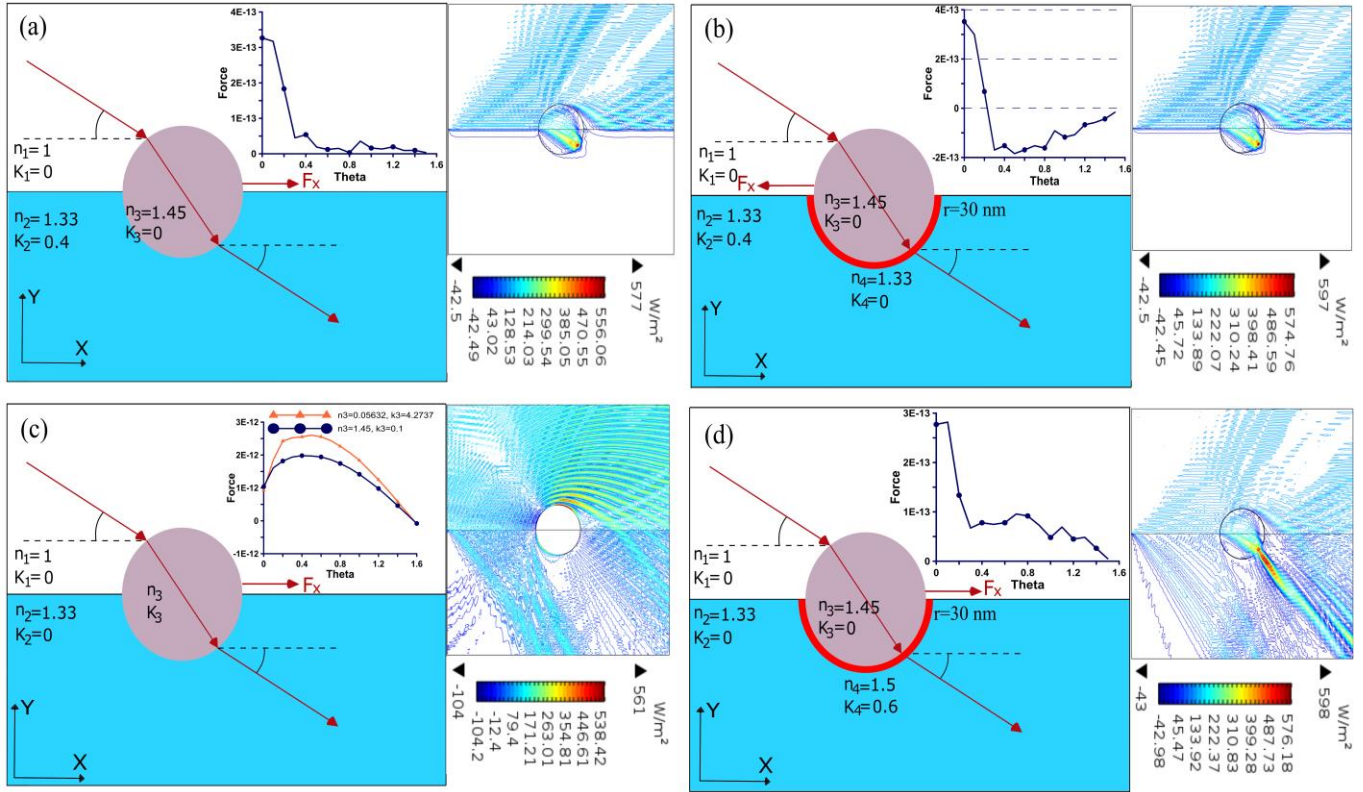 (a)
4E-13
3E-13
2E-13
1E-13
0
Force
0 0.4 0.8 1.2 1.6
Theta
n1= 1
K1= 0
Fx
n2= 1.33
K2= 0.4
n3=1.45
K3=0
Y
X
-42.5
-42.49
43.02
128.53
214.03
299.54
385.05
470.55
556.06
577
W/m²
(b)
4E-13
2E-13
0
-2E-13
Force
0 0.4 0.8 1.2 1.6
Theta
n1= 1
K1= 0
Fx
n2= 1.33
K2= 0.4
n3=1.45
K3=0
r=30 nm
n4=1.33
K4=0
Y
X
-42.5
-42.45
45.72
133.89
222.07
310.24
398.41
486.59
574.76
597
W/m²
(c)
n3=0.05632, k3=4.2737
n3=1.45, k3=0.1
3E-12
2E-12
1E-12
0
-1E-12
Force
0 0.4 0.8 1.2 1.6
Theta
n1= 1
K1= 0
Fx
n2= 1.33
K2= 0
n3
K3
Y
X
-104
-104.2
-12.4
79.4
171.21
263.01
354.81
446.61
538.42
561
W/m²
(d)
3E-13
2E-13
1E-13
0
Force
0 0.4 0.8 1.2 1.6
Theta
n1= 1
K1= 0
Fx
n2= 1.33
K2= 0
n3=1.45
K3=0
r=30 nm
n4=1.5
K4=0.6
Y
X
-43
-42.98
45.47
133.92
222.37
310.83
399.28
487.73
576.18
598
W/m²